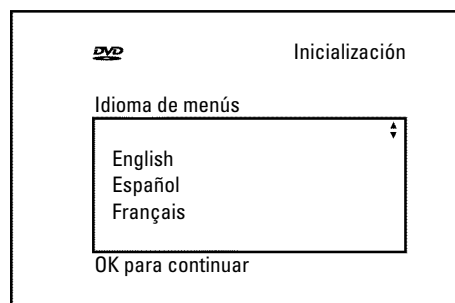 DVD
Inicialización
Idioma de menús
English
Español
Français
OK para continuar